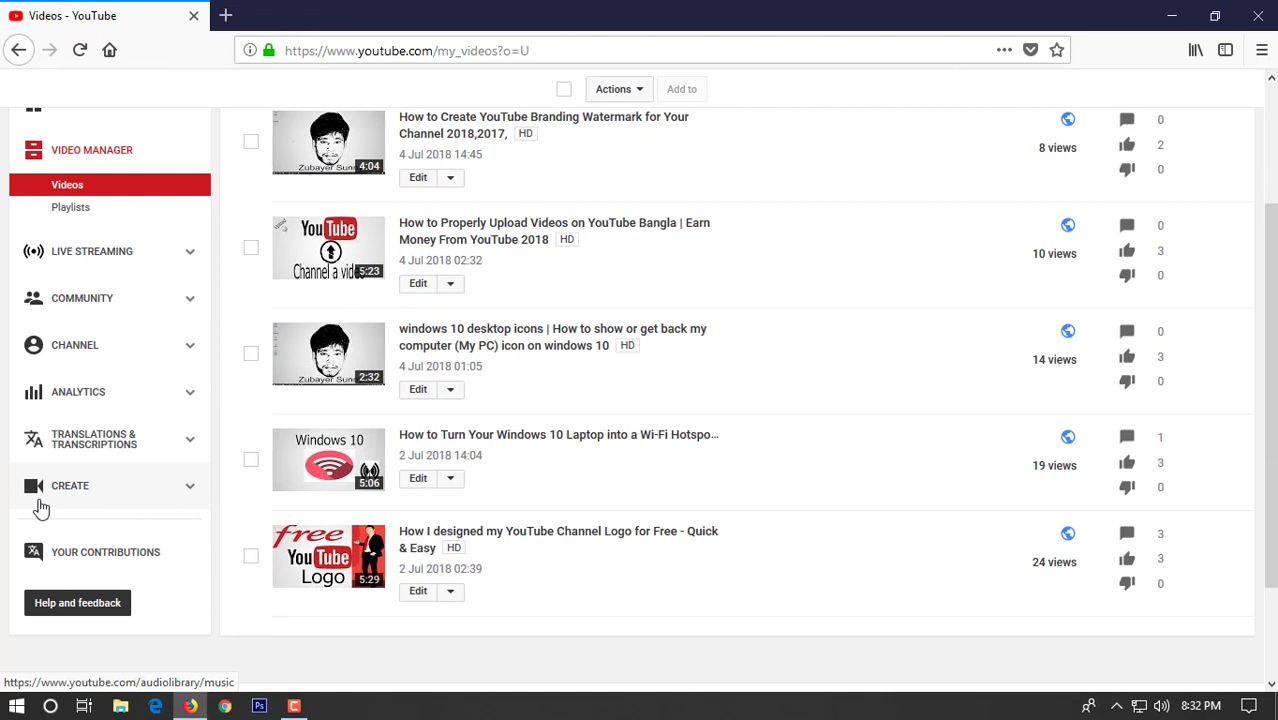 Videos - YouTube
https://www.youtube.com/my_videos?o=U
Actions
Add to
VIDEO MANAGER
Videos
Playlists
LIVE STREAMING
COMMUNITY
CHANNEL
ANALYTICS
TRANSLATIONS &
TRANSCRIPTIONS
CREATE
YOUR CONTRIBUTIONS
Help and feedback
Zubayer Sunn
4:04
How to Create YouTube Branding Watermark for Your
Channel 2018,2017, HD
4 Jul 2018 14:45
Edit
8 views
0
2
0
YouTube
Channel a video
5:23
How to Properly Upload Videos on YouTube Bangla | Earn
Money From YouTube 2018 HD
4 Jul 2018 02:32
Edit
10 views
0
3
0
Zubayer Sunn
2:32
windows 10 desktop icons | How to show or get back my
computer (My PC) icon on windows 10 HD
4 Jul 2018 01:05
Edit
14 views
0
3
0
Windows 10
5:06
How to Turn Your Windows 10 Laptop into a Wi-Fi Hotspo...
2 Jul 2018 14:04
Edit
19 views
1
3
0
free
YouTube
Logo
5:29
How I designed my YouTube Channel Logo for Free - Quick
& Easy HD
2 Jul 2018 02:39
Edit
24 views
3
3
0
https://www.youtube.com/audiolibrary/music
Ps
C
8:32 PM